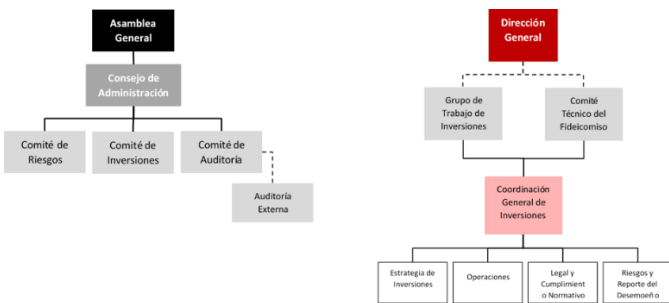 Asamblea
General
Consejo de
Administración
Comité de
Riesgos
Comité de
Inversiones
Comité de
Auditoría
Auditoría
Externa
Dirección
General
Grupo de
Trabajo de
Inversiones
Comité
Técnico del
Fideicomiso
Coordinación
General de
Inversiones
Estrategia de
Inversiones
Operaciones
Legal y
Cumplimient
o Normativo
Riesgos y
Reporte del
Desempeño